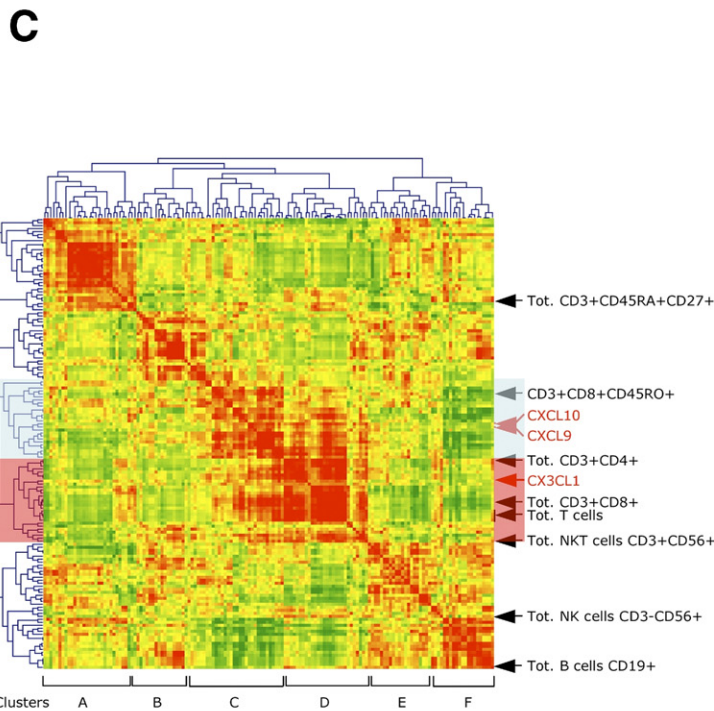 C
Tot. CD3+CD45RA+CD27+
CD3+CD8+CD45RO+
CXCL10
CXCL9
Tot. CD3+CD4+
CX3CL1
Tot. CD3+CD8+
Tot. T cells
Tot. NKT cells CD3+CD56+
Tot. NK cells CD3-CD56+
Tot. B cells CD19+
Clusters A B C D E F